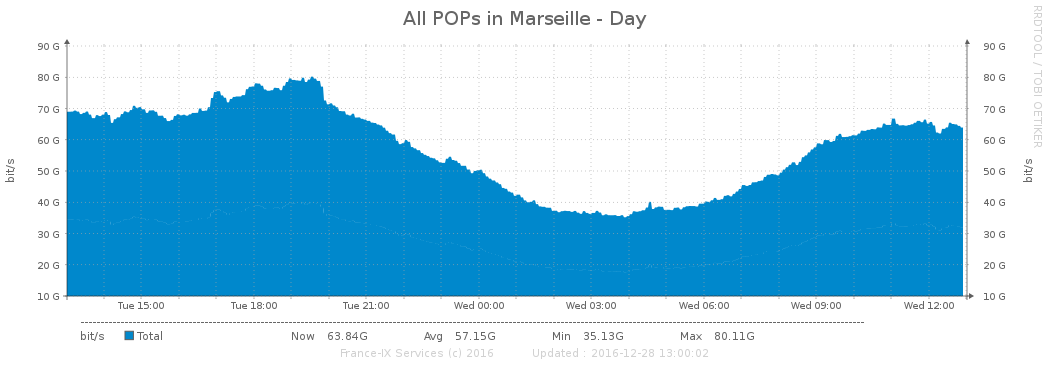 All POPs in Marseille - Day
RRDTOOL / TOBI OETIKER
90 G 90 G
80 G 80 G
70 G 70 G
60 G 60 G
50 G 50 G
40 G 40 G
30 G 30 G
20 G 20 G
10 G 10 G
bit/s bit/s
Tue 15:00 Tue 18:00 Tue 21:00 Wed 00:00 Wed 03:00 Wed 06:00 Wed 09:00 Wed 12:00
bit/s Total Now 63.84G Avg 57.15G Min 35.13G Max 80.11G
France-IX Services (c) 2016 Updated : 2016-12-28 13:00:02